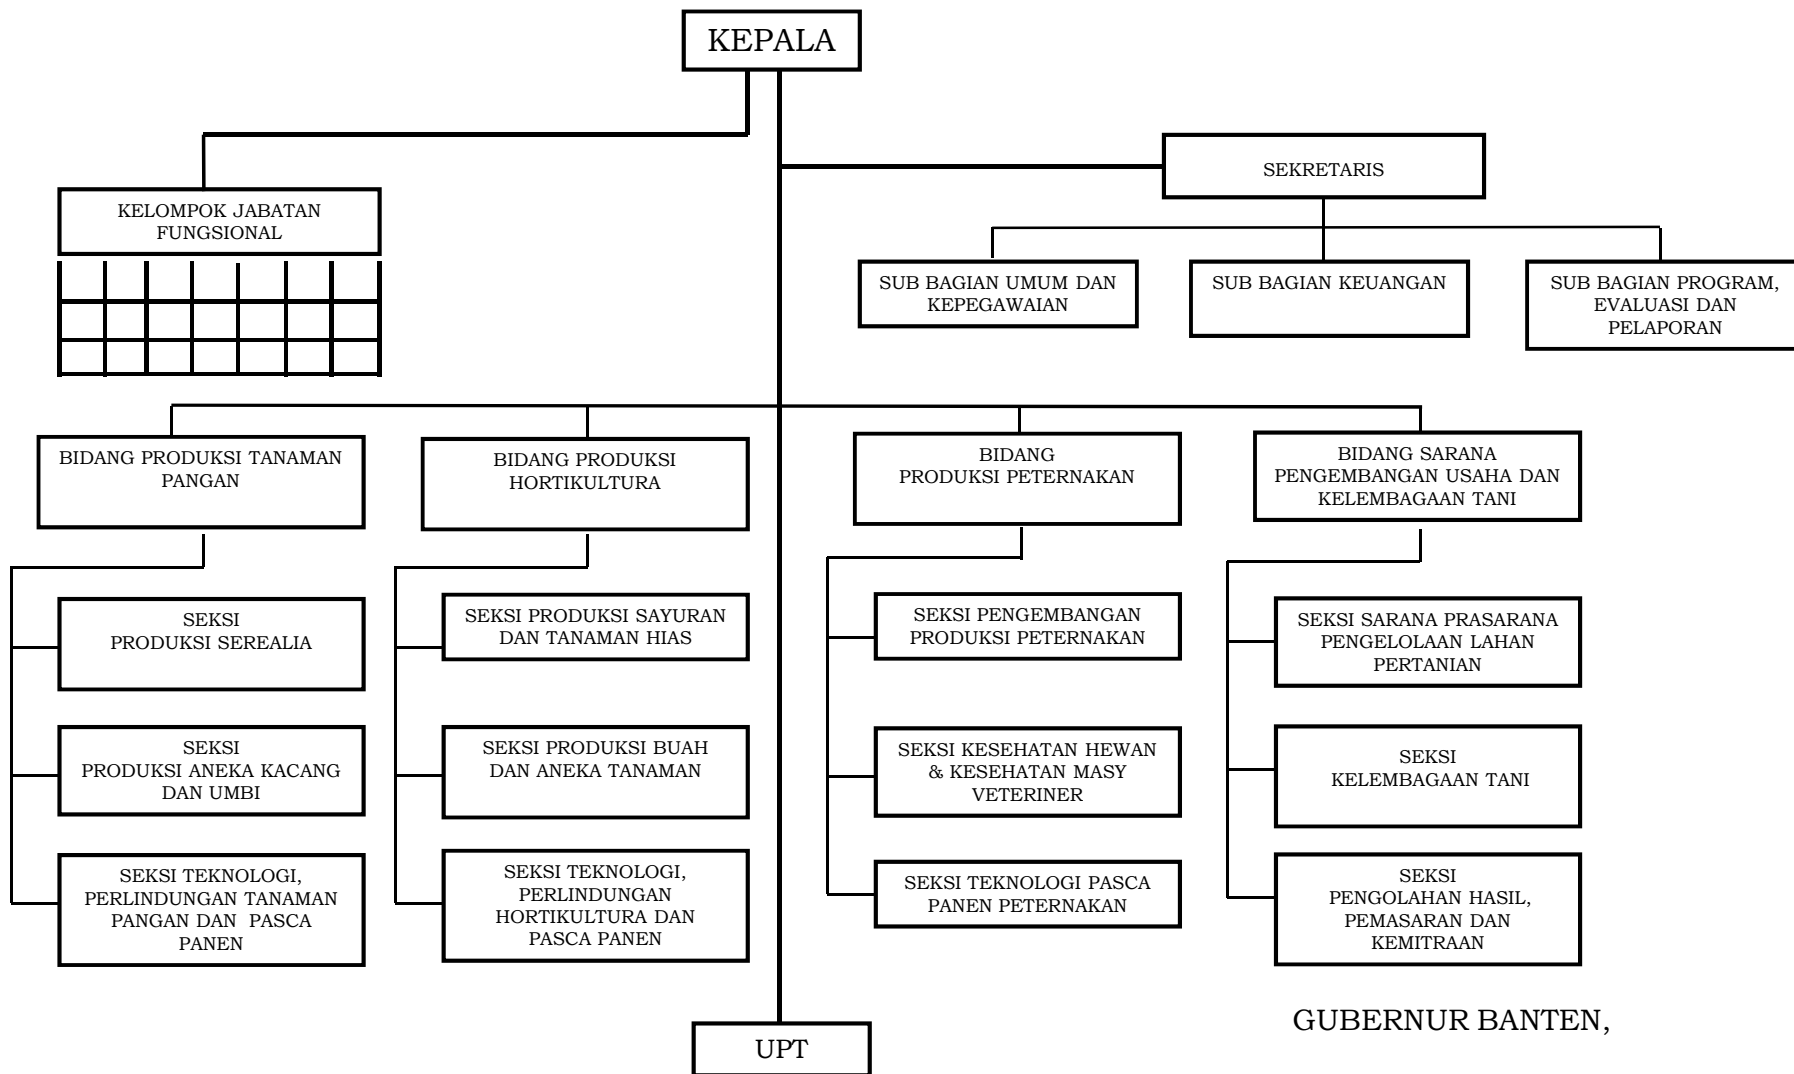 KEPALA
SEKRETARIS
KELOMPOK JABATAN
FUNGSIONAL
SUB BAGIAN UMUM DAN
KEPEGAWAIAN
SUB BAGIAN KEUANGAN
SUB BAGIAN PROGRAM,
EVALUASI DAN
PELAPORAN
BIDANG PRODUKSI TANAMAN
PANGAN
BIDANG PRODUKSI
HORTIKULTURA
BIDANG
PRODUKSI PETERNAKAN
BIDANG SARANA
PENGEMBANGAN USAHA DAN
KELEMBAGAAN TANI
SEKSI
PRODUKSI SEREALIA
SEKSI PRODUKSI SAYURAN
DAN TANAMAN HIAS
SEKSI PENGEMBANGAN
PRODUKSI PETERNAKAN
SEKSI SARANA PRASARANA
PENGELOLAAN LAHAN
PERTANIAN
SEKSI
PRODUKSI ANEKA KACANG
DAN UMBI
SEKSI PRODUKSI BUAH
DAN ANEKA TANAMAN
SEKSI KESEHATAN HEWAN
& KESEHATAN MASY
VETERINER
SEKSI
KELEMBAGAAN TANI
SEKSI TEKNOLOGI,
PERLINDUNGAN TANAMAN
PANGAN DAN PASCA
PANEN
SEKSI TEKNOLOGI,
PERLINDUNGAN
HORTIKULTURA DAN
PASCA PANEN
SEKSI TEKNOLOGI PASCA
PANEN PETERNAKAN
SEKSI
PENGOLAHAN HASIL,
PEMASARAN DAN
KEMITRAAN
GUBERNUR BANTEN,
UPT